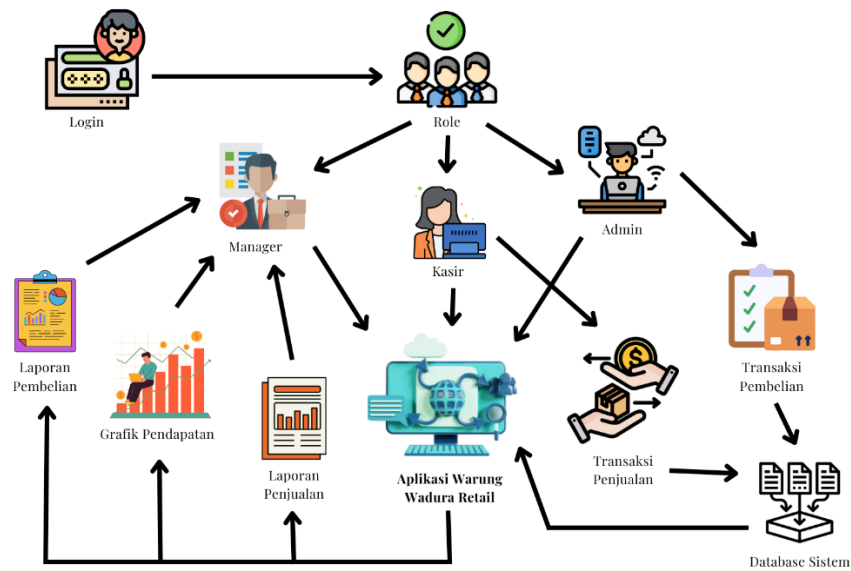 Login
Role
Manager
Kasir
Admin
Laporan
Pembelian
Grafik Pendapatan
Laporan
Penjualan
Aplikasi Warung
Wadura Retail
Transaksi
Penjualan
Transaksi
Pembelian
Database Sistem